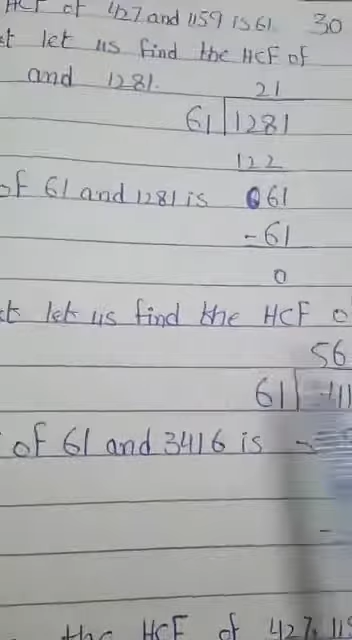 HCF of 427 and 1159 is 61. 30
let us find the HCF of
and 1281.
21
61 1281
122
of 61 and 1281 is 061
-61
0
let us find the HCF
56
61
of 61 and 3416 is
the HCF of 427,